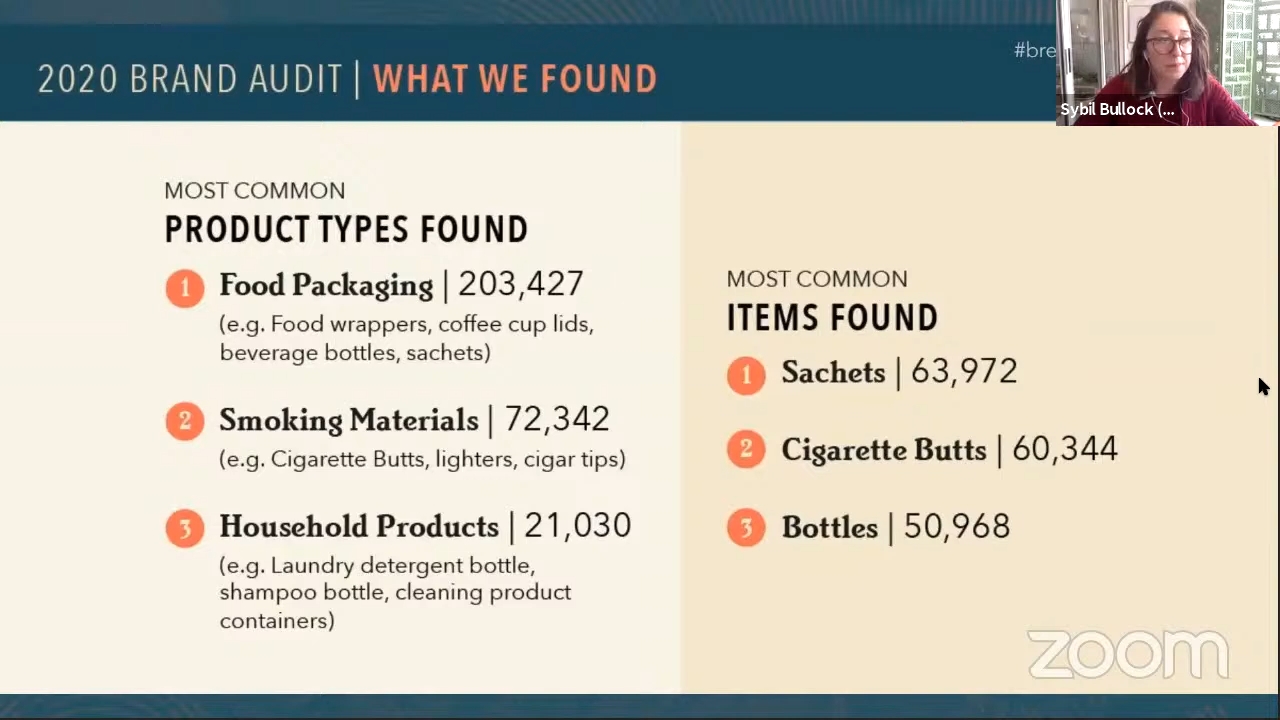 2020 BRAND AUDIT | WHAT WE FOUND
#bre
Sybil Bullock (...
MOST COMMON
PRODUCT TYPES FOUND
1 Food Packaging | 203,427
(e.g. Food wrappers, coffee cup lids,
beverage bottles, sachets)
2 Smoking Materials | 72,342
(e.g. Cigarette Butts, lighters, cigar tips)
3 Household Products | 21,030
(e.g. Laundry detergent bottle,
shampoo bottle, cleaning product
containers)
MOST COMMON
ITEMS FOUND
1 Sachets | 63,972
2 Cigarette Butts | 60,344
3 Bottles | 50,968
zoom